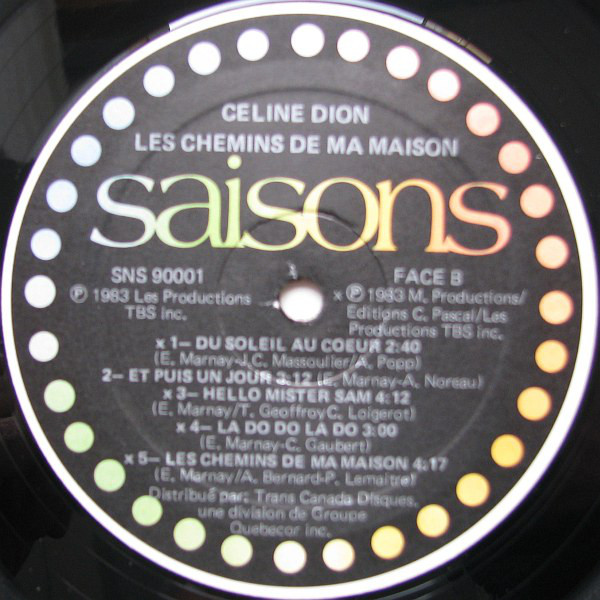 CELINE DION
LES CHEMINS DE MA MAISON
saisons
SNS 90001
℗ 1983 Les Productions
TBS Inc.
FACE B
x ℗ 1983 M. Productions/
Editions C. Pascal/Les
Productions TBS Inc.
x 1– DU SOLEIL AU COEUR 2:40
(E. Marnay-J.C. Massoulier/A. Popp)
2– ET PUIS UN JOUR 3:12 (E. Marnay-A. Noreau)
x 3– HELLO MISTER SAM 4:12
(E. Marnay/T. Geoffroy C. Loigerot)
x 4– LA DO DO LA DO 3:00
(E. Marnay-C. Gaubert)
x 5– LES CHEMINS DE MA MAISON 4:17
(E. Marnay/A. Bernard-P. Lemaitre)
Distribué par: Trans Canada Disques,
une division de Groupe
Quebecor Inc.